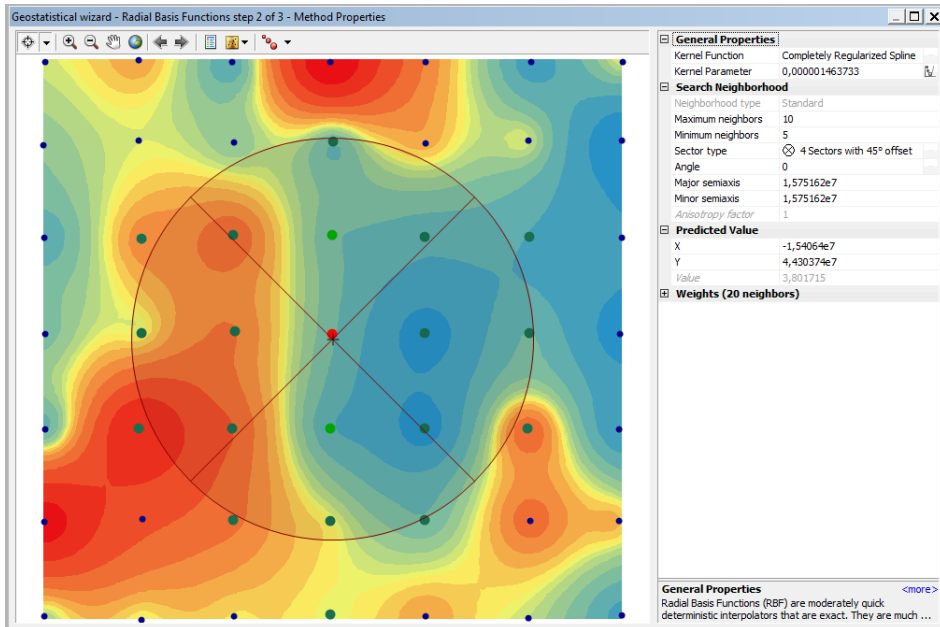 Geostatistical wizard - Radial Basis Functions step 2 of 3 - Method Properties
General Properties
Kernel Function Completely Regularized Spline
Kernel Parameter 0,000001463733
Search Neighborhood
Neighborhood type Standard
Maximum neighbors 10
Minimum neighbors 5
Sector type 4 Sectors with 45° offset
Angle 0
Major semiaxis 1,575162e7
Minor semiaxis 1,575162e7
Anisotropy factor 1
Predicted Value
X -1,54064e7
Y 4,430374e7
Value 3,801715
Weights (20 neighbors)
General Properties <more>
Radial Basis Functions (RBF) are moderately quick
deterministic interpolators that are exact. They are much ...